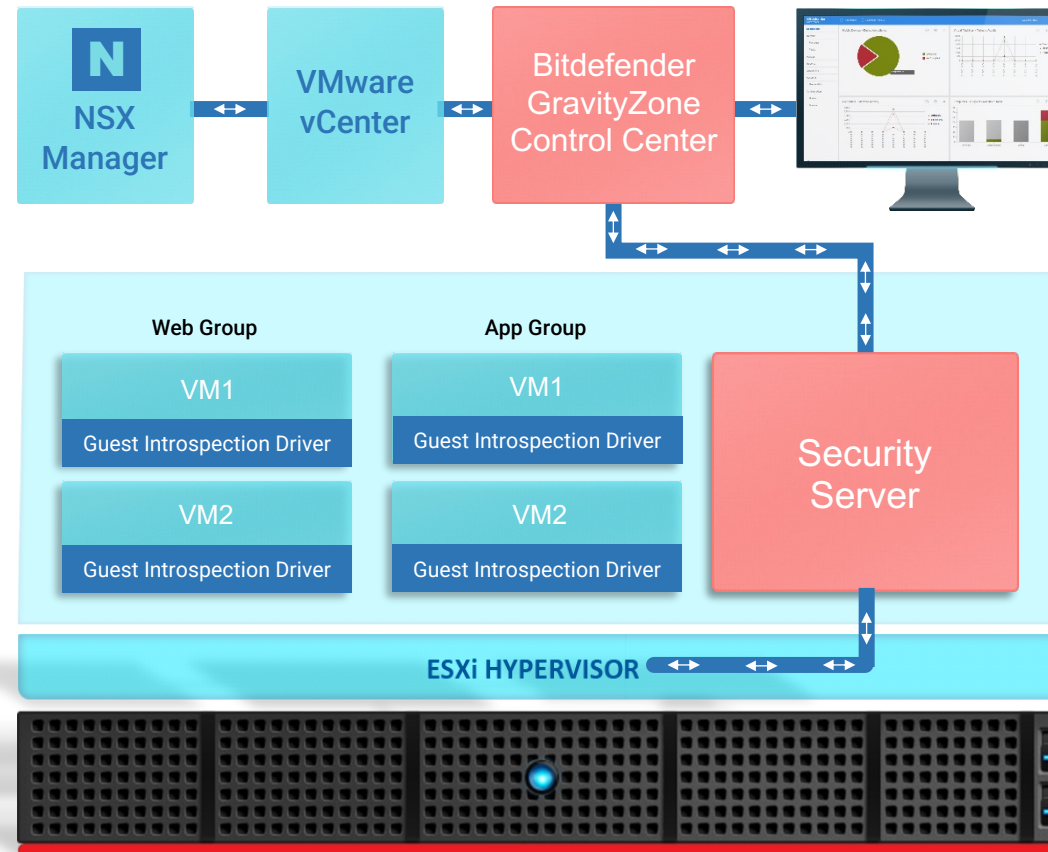 N
NSX
Manager
VMware
vCenter
Bitdefender
GravityZone
Control Center
Web Group
App Group
VM1
Guest Introspection Driver
VM1
Guest Introspection Driver
VM2
Guest Introspection Driver
VM2
Guest Introspection Driver
Security
Server
ESXi HYPERVISOR